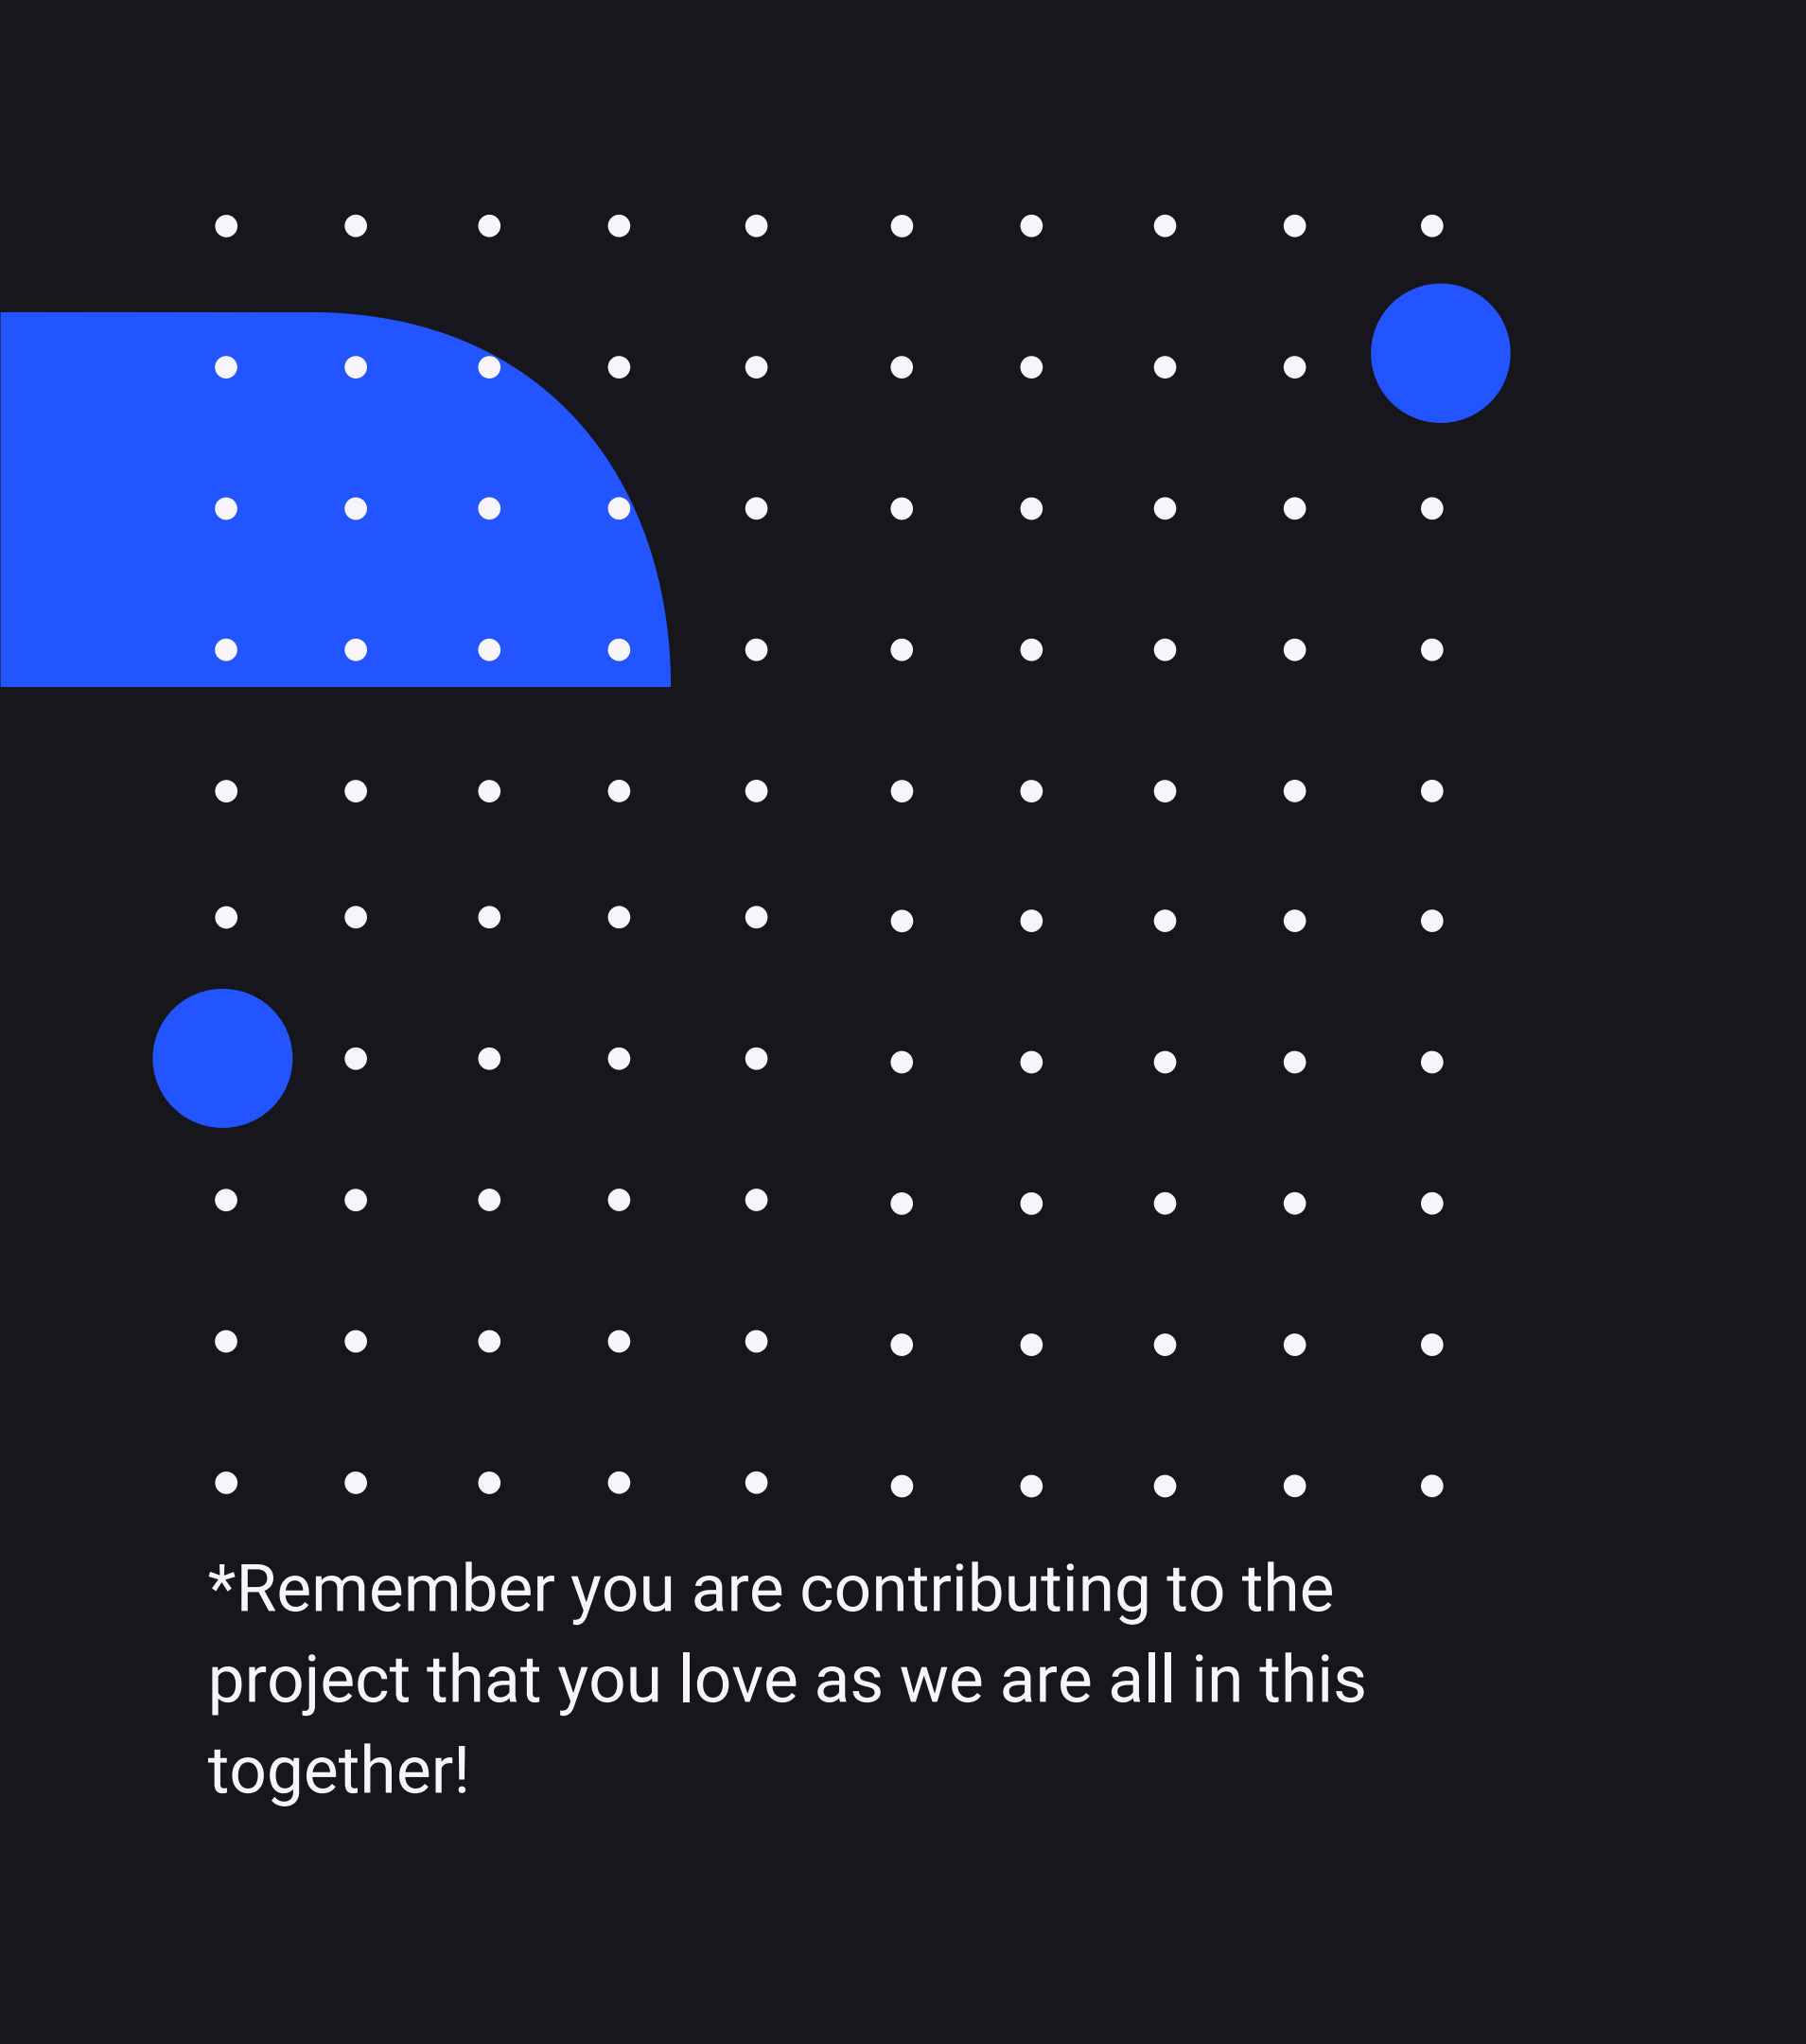 *Remember you are contributing to the
project that you love as we are all in this
together!